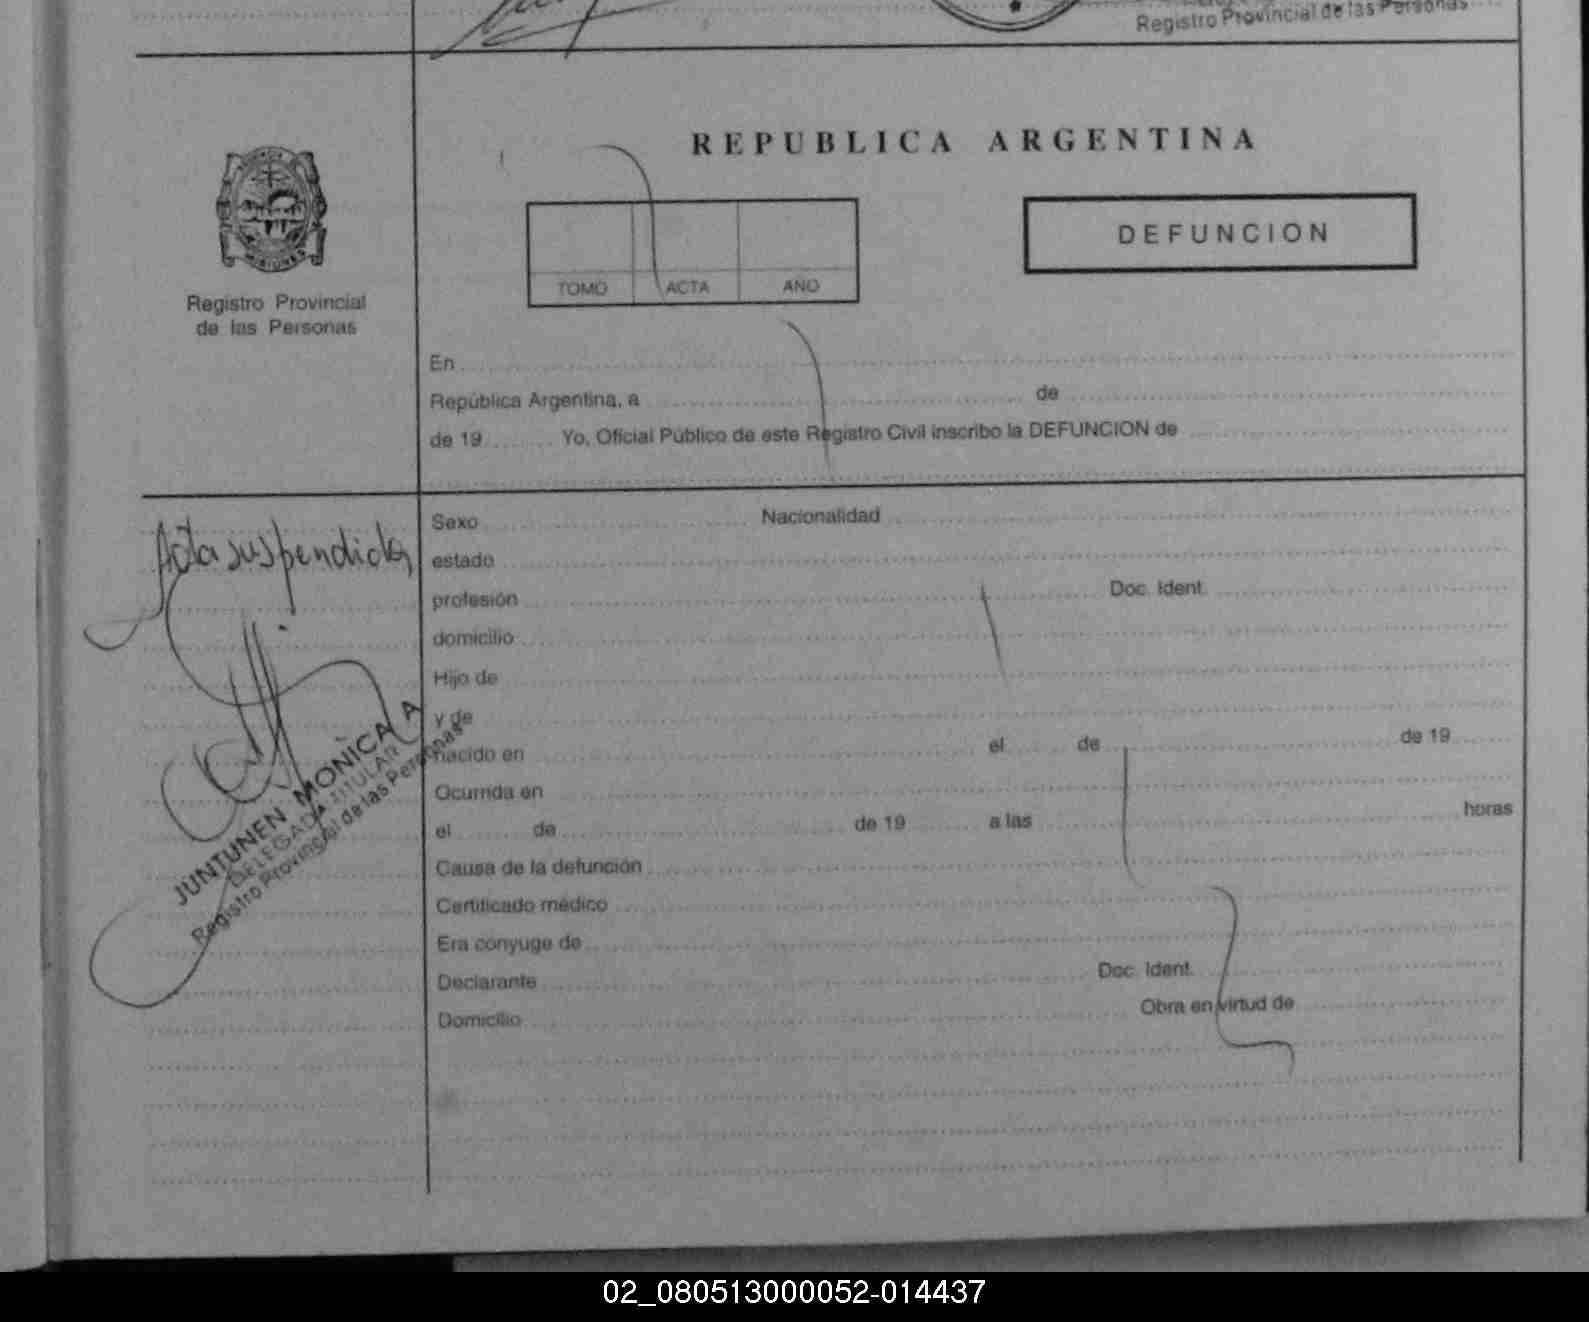 Registro Provincial de las Personas
REPUBLICA ARGENTINA
MISIONES
DEFUNCION
TOMO ACTA AÑO
Registro Provincial
de las Personas
En
República Argentina, a de
de 19 Yo, Oficial Público de este Registro Civil inscribo la DEFUNCION de
Acta suspendida
Sexo Nacionalidad
estado
profesión Doc. Ident.
domicilio
Hijo de
y de
nacido en el de de 19
Ocurrida en
el de de 19 a las horas
Causa de la defunción
Certificado médico
Era conyuge de
Declarante Doc. Ident.
Domicilio Obra en virtud de
JUNTUNEN MONICA A
DELEGADA TITULAR
Registro Provincial de las Personas
02_080513000052-014437